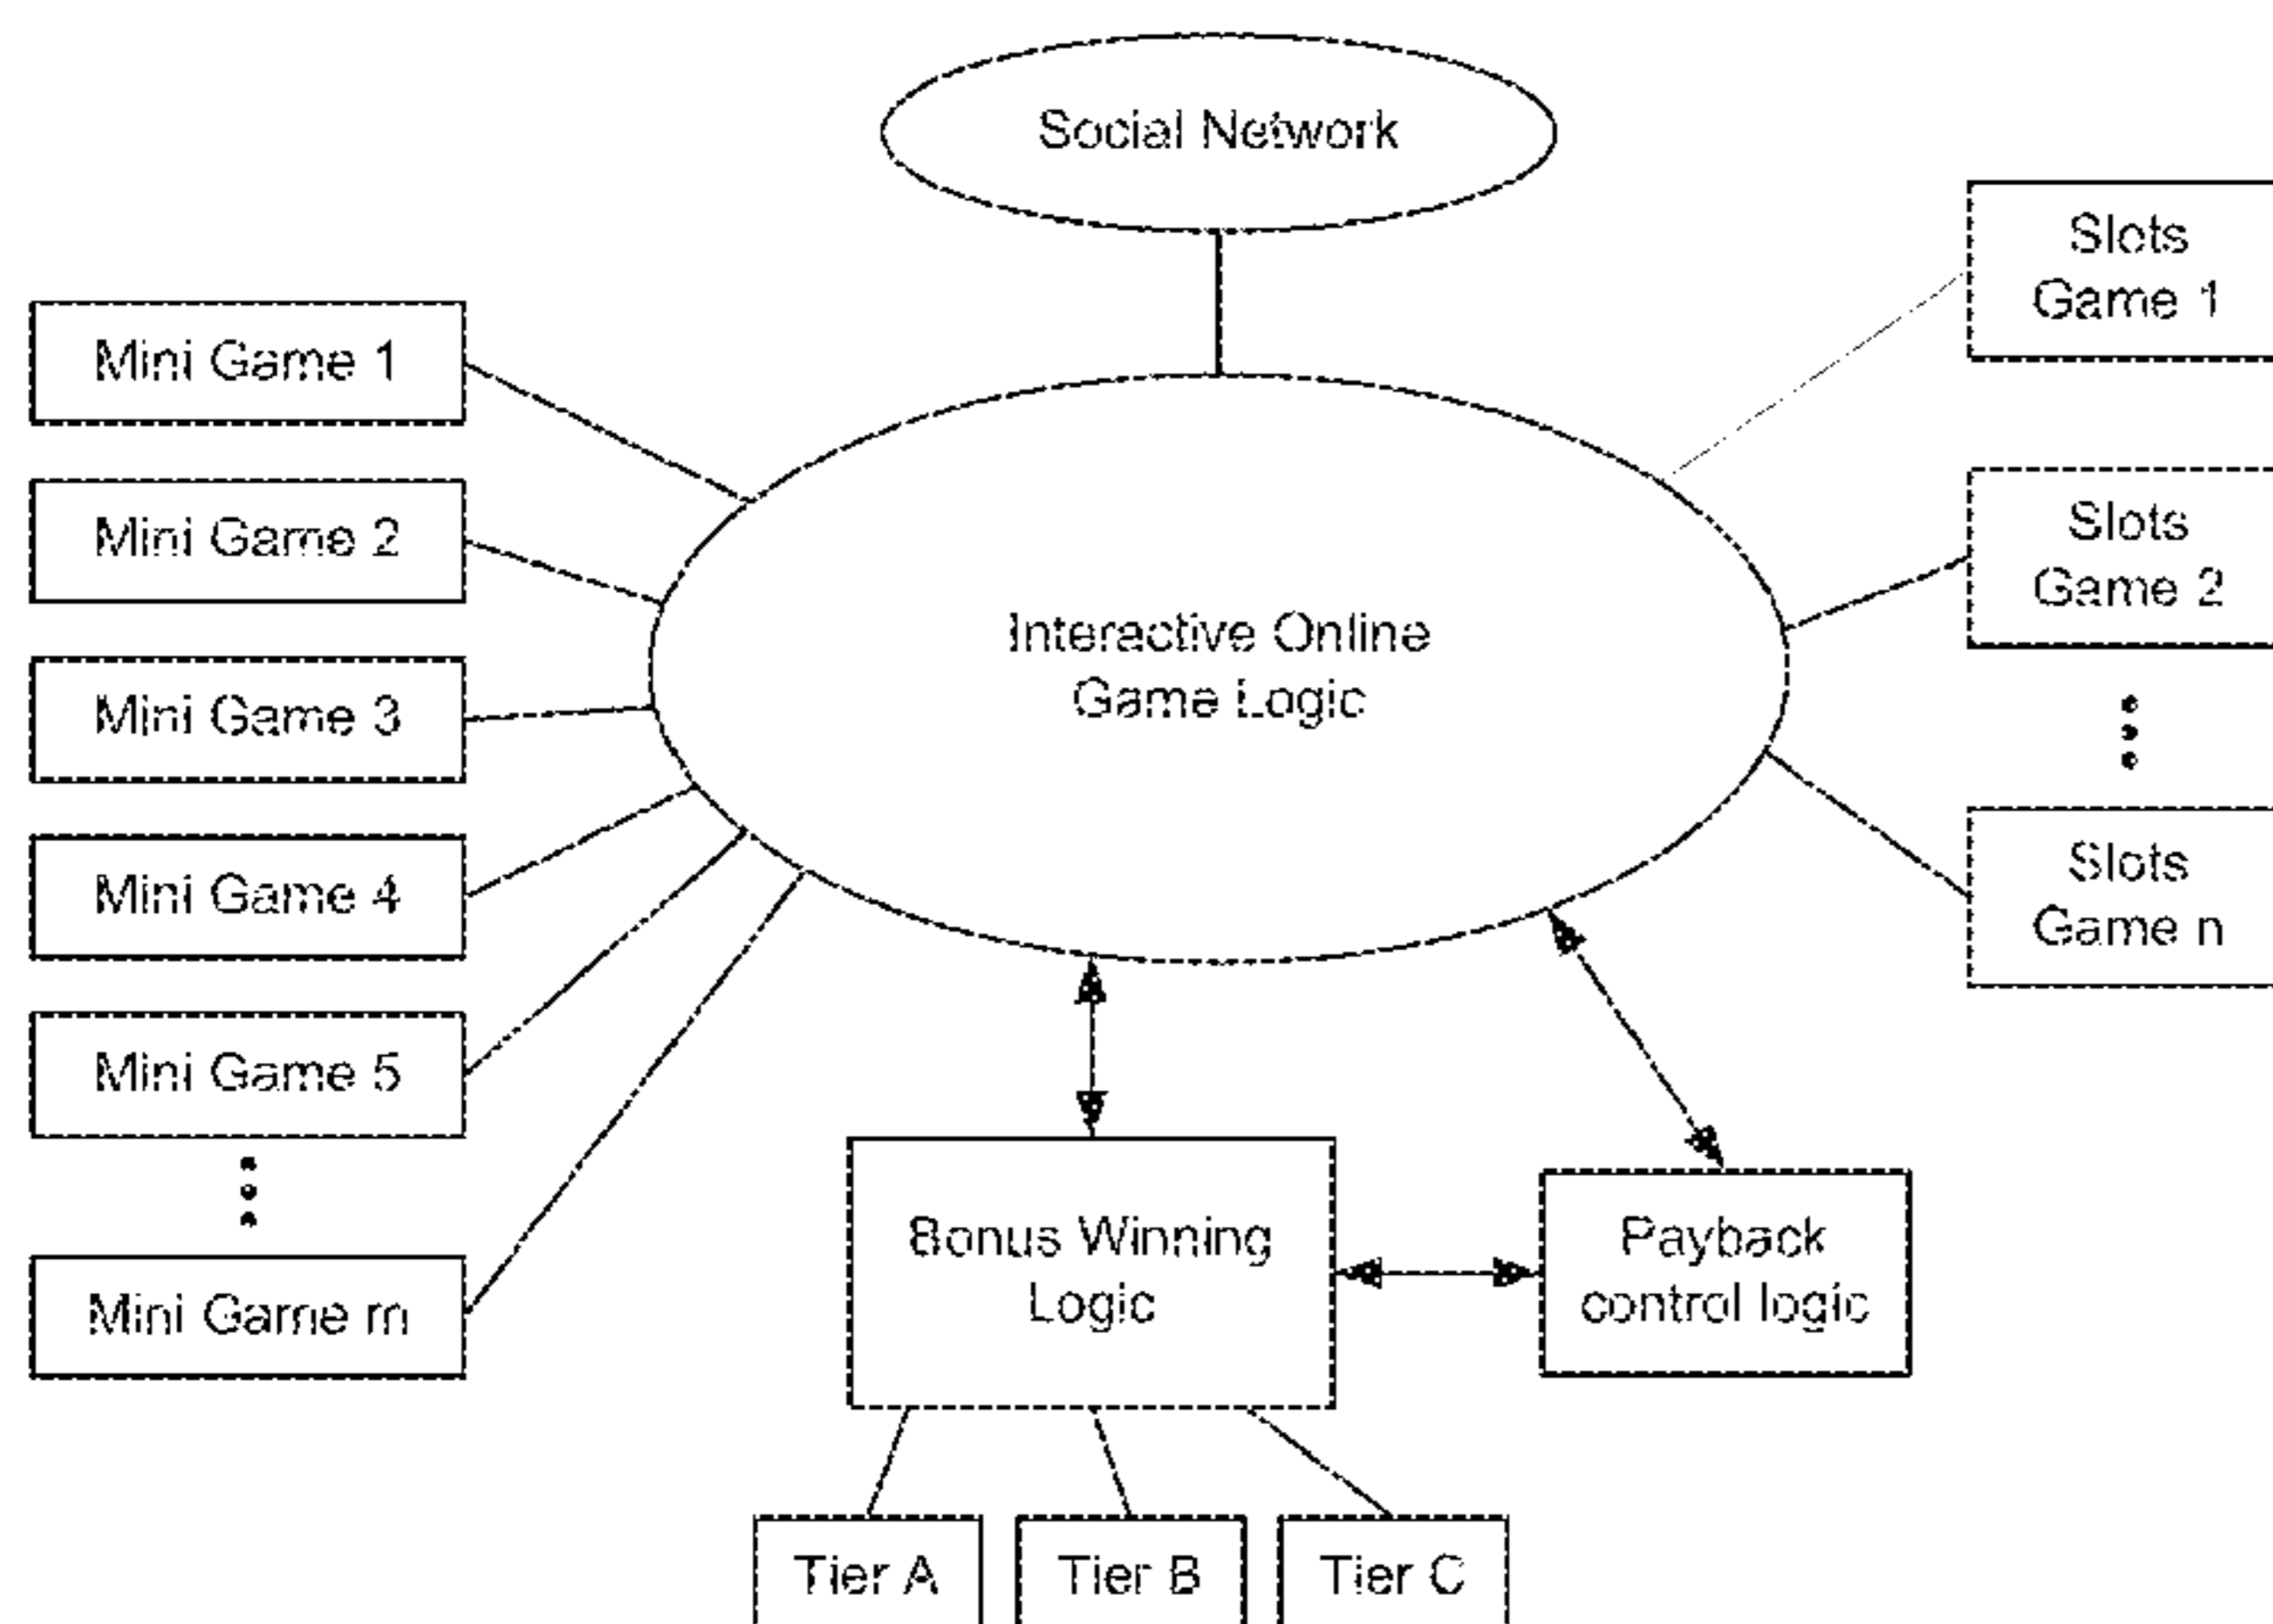 Social Network
Slots
Game 1
Mini Game 1
Mini Game 2
Slots
Game 2
Interactive Online
Game Logic
Mini Game 3
Mini Game 4
Slots
Game n
Mini Game 5
Bonus Winning
Logic
Payback
control logic
Mini Game m
Tier A
Tier B
Tier C